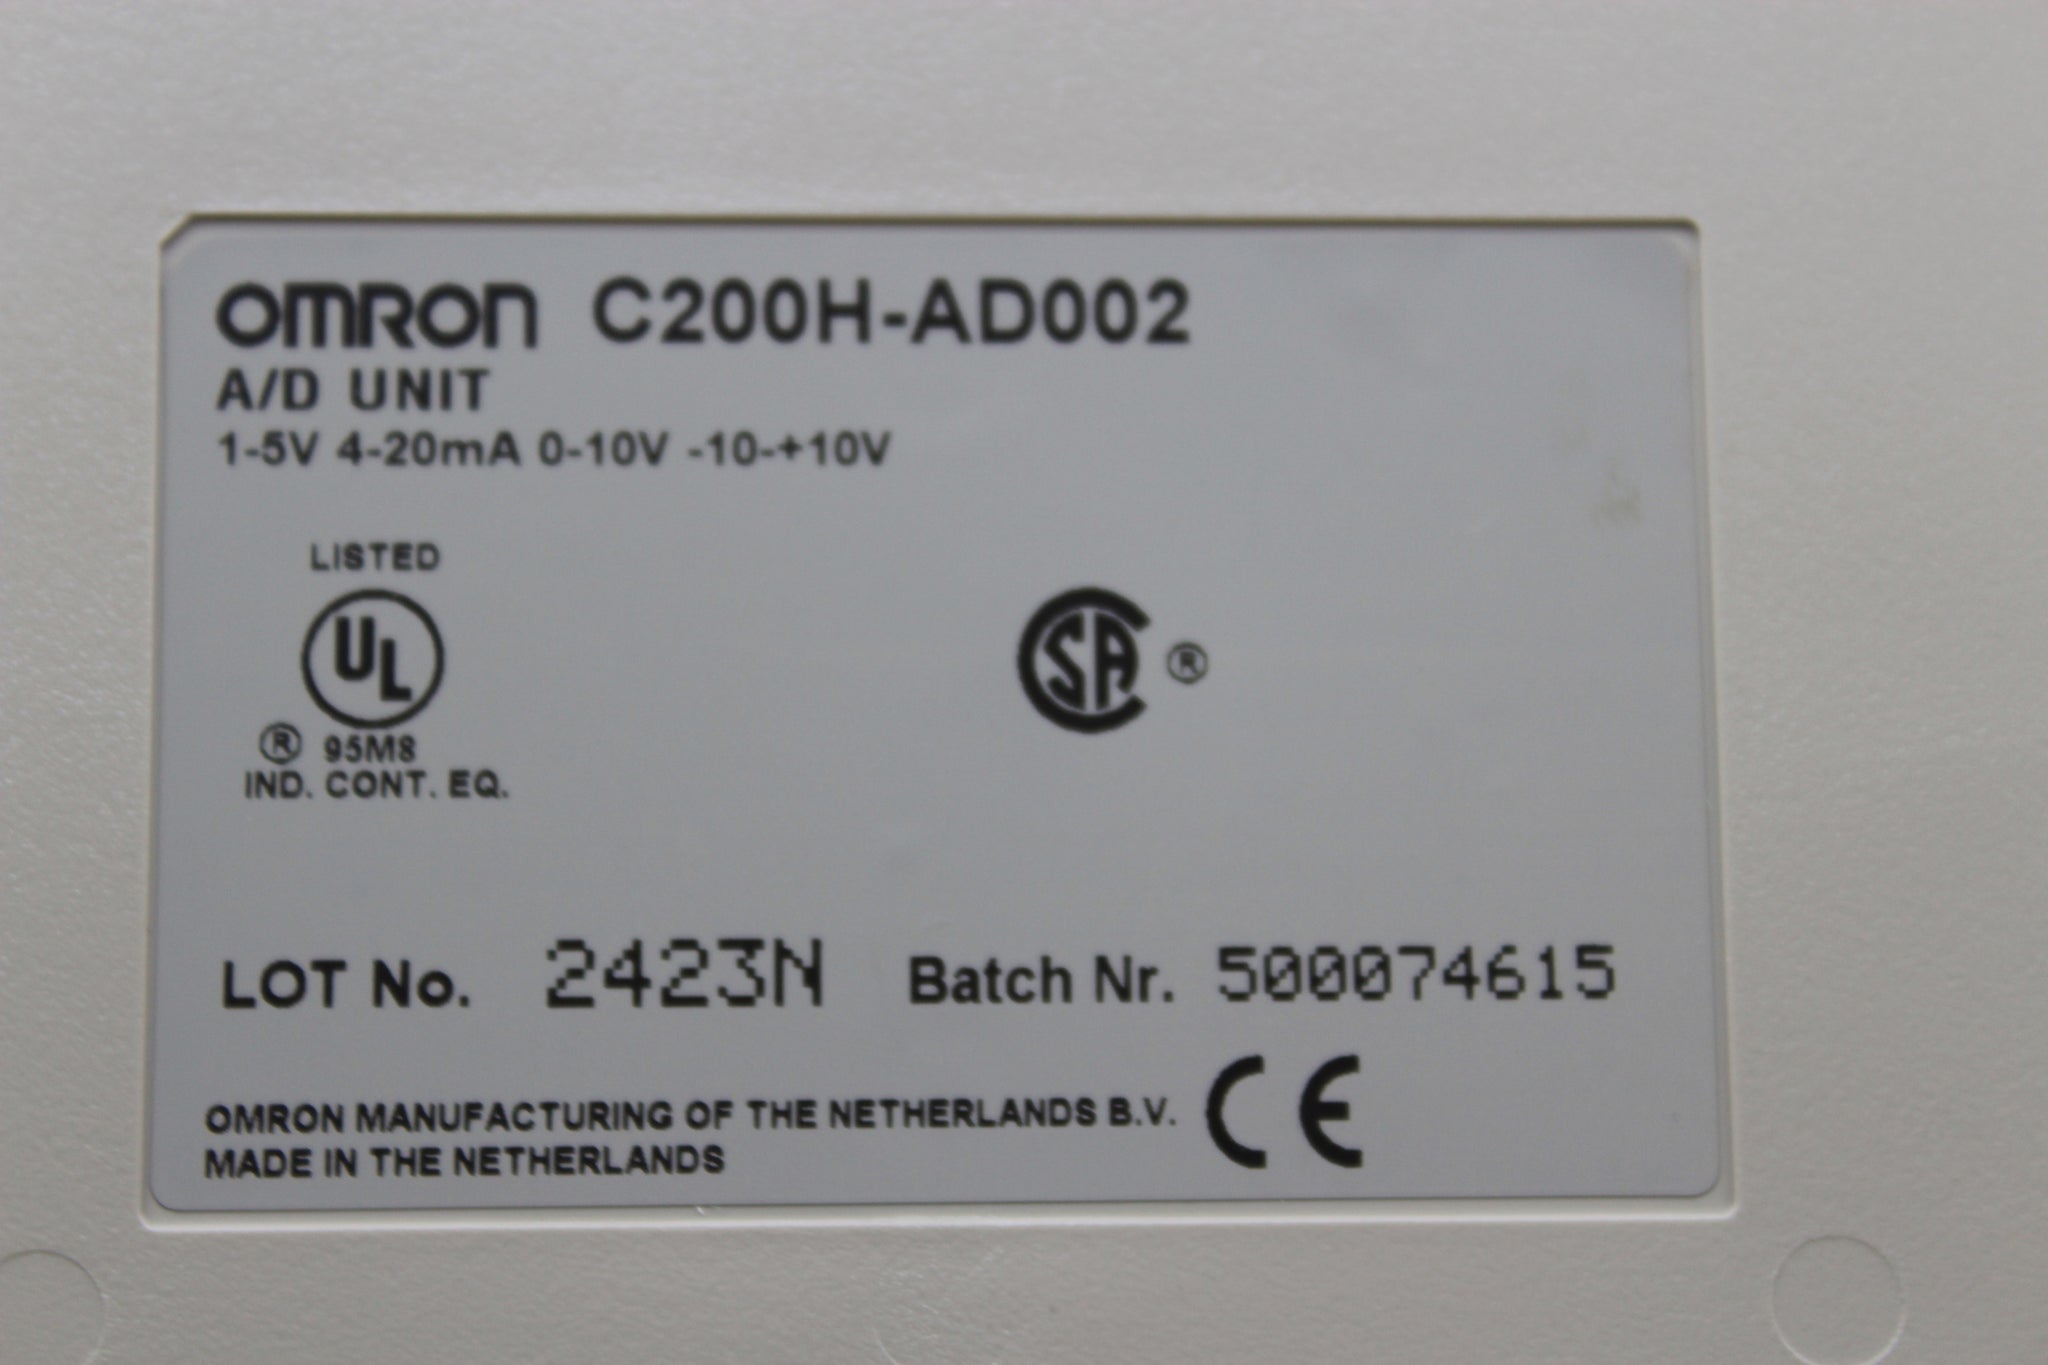 OMRON C200H-AD002
A/D UNIT
1-5V 4-20mA 0-10V -10-+10V
LISTED
UL
® 95M8
IND. CONT. EQ.
CSA ®
LOT No. 2423N Batch Nr. 500074615
OMRON MANUFACTURING OF THE NETHERLANDS B.V. CE
MADE IN THE NETHERLANDS